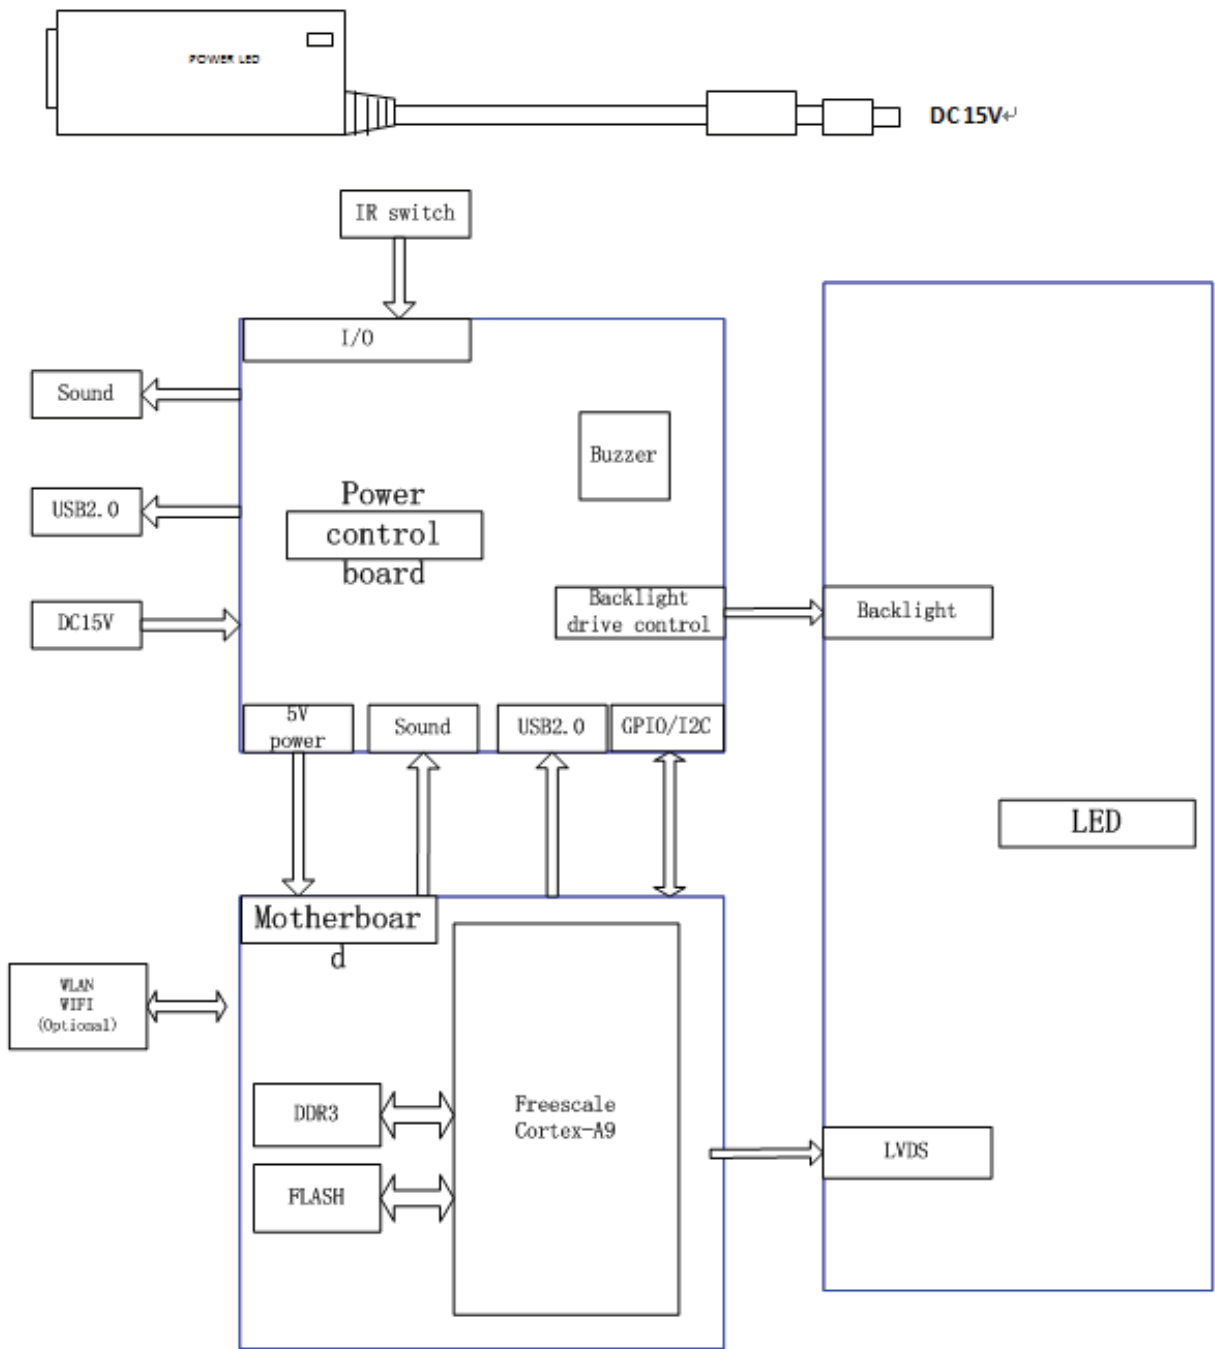 POWER LED
DC15V↵
IR switch
I/O
Sound
Buzzer
USB2.0
Power
control
board
DC15V
Backlight
drive control
Backlight
5V
power
Sound
USB2.0
GPIO/I2C
LED
Motherboar
d
WLAN
WIFI
(Optional)
DDR3
Freescale
Cortex-A9
LVDS
FLASH